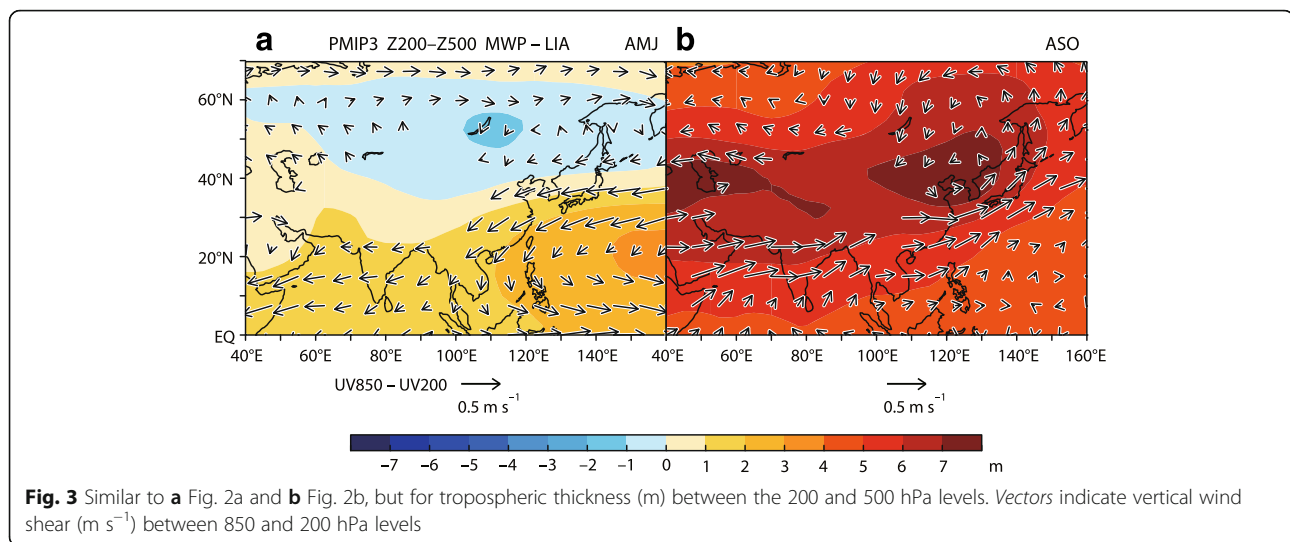 a PMIP3 Z200–Z500 MWP – LIA AMJ b ASO
60°N
40°N
20°N
EQ
40°E 60°E 80°E 100°E 120°E 140°E 40°E 60°E 80°E 100°E 120°E 140°E 160°E
UV850 – UV200
0.5 m s⁻¹ 0.5 m s⁻¹
−7 −6 −5 −4 −3 −2 −1 0 1 2 3 4 5 6 7 m
Fig. 3 Similar to a Fig. 2a and b Fig. 2b, but for tropospheric thickness (m) between the 200 and 500 hPa levels. Vectors indicate vertical wind
shear (m s⁻¹) between 850 and 200 hPa levels